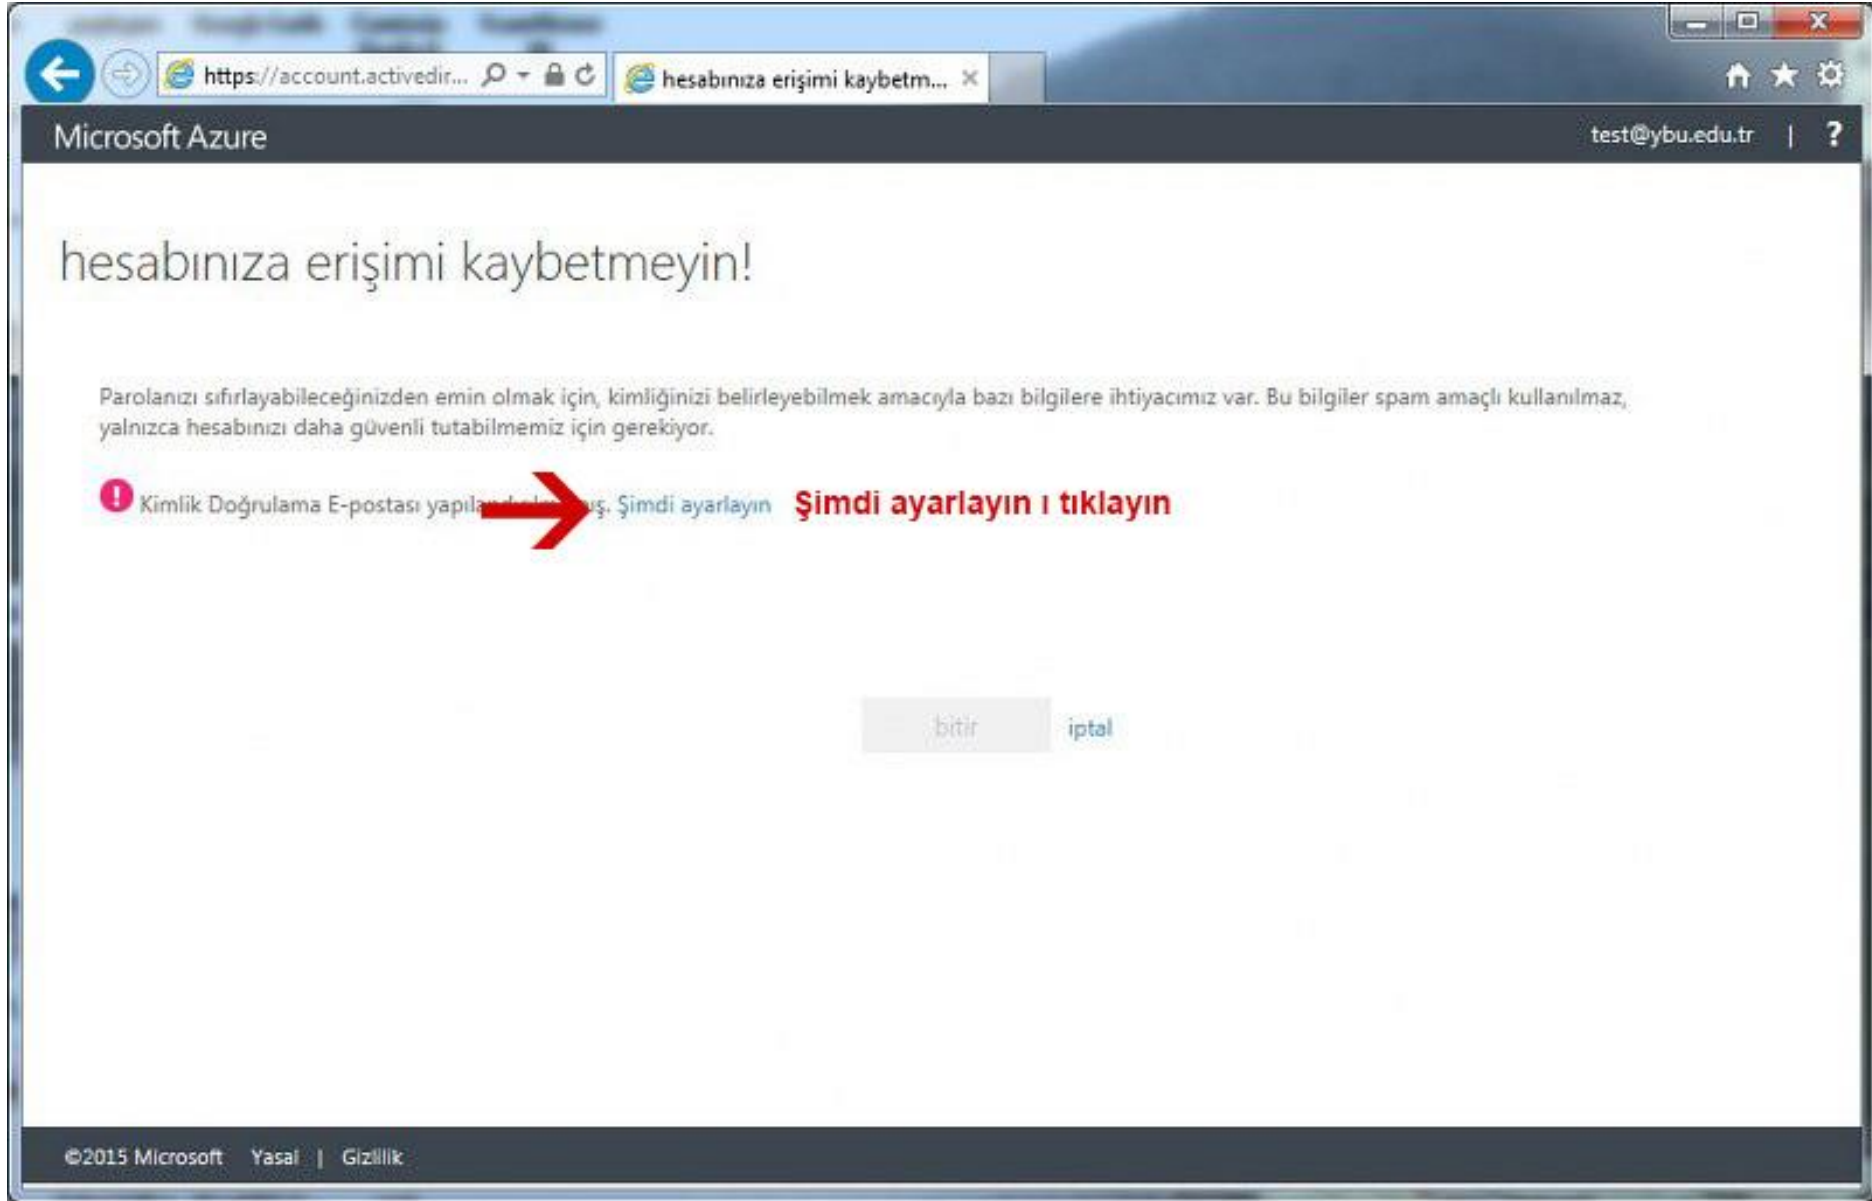 https://account.activedir...
hesabınıza erişimi kaybetm...
Microsoft Azure
test@ybu.edu.tr | ?
hesabınıza erişimi kaybetmeyin!
Parolanızı sıfırlayabileceğinizden emin olmak için, kimliğinizi belirleyebilmek amacıyla bazı bilgilere ihtiyacımız var. Bu bilgiler spam amaçlı kullanılmaz,
yalnızca hesabınızı daha güvenli tutabilmemiz için gerekiyor.
Kimlik Doğrulama E-postası Şimdi ayarlayın Şimdi ayarlayın ı tıklayın
bitir iptal
©2015 Microsoft Yasal | Gizlilik